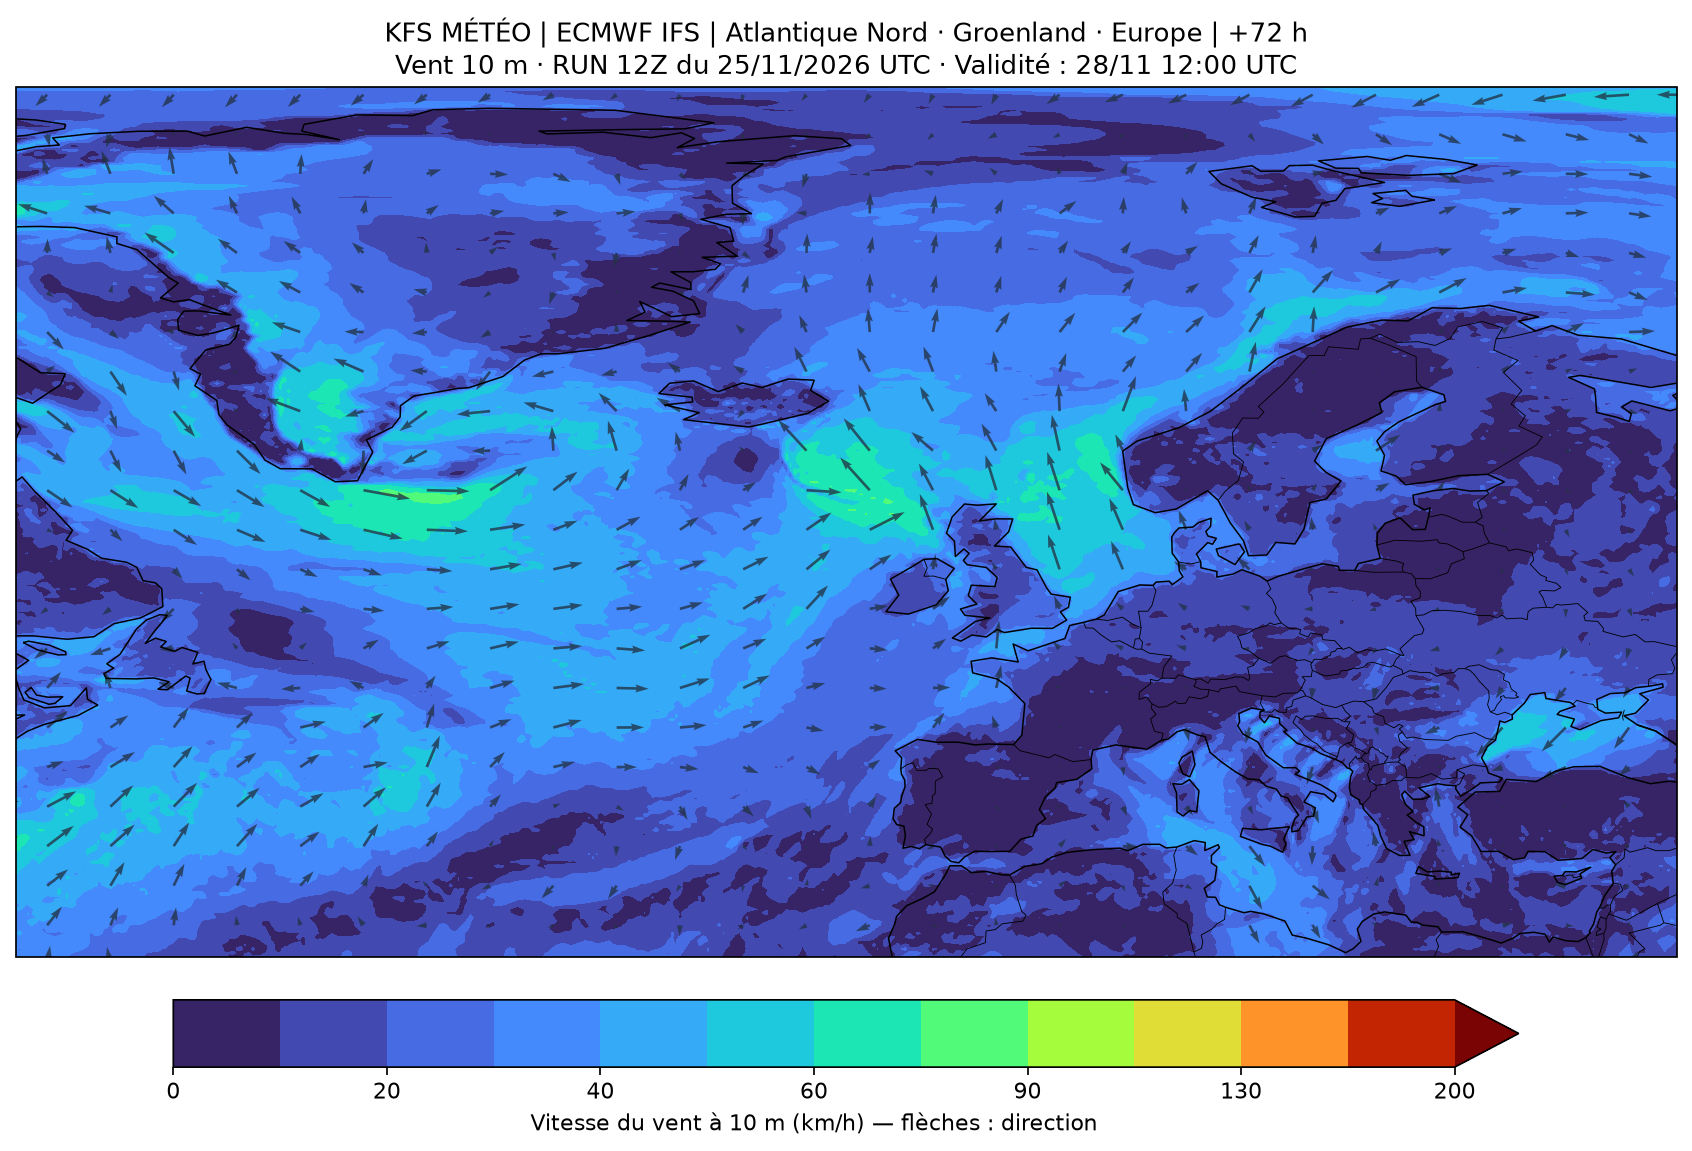 KFS MÉTÉO | ECMWF IFS | Atlantique Nord · Groenland · Europe | +72 h
Vent 10 m · RUN 12Z du 25/11/2026 UTC · Validité : 28/11 12:00 UTC
0 20 40 60 90 130 200
Vitesse du vent à 10 m (km/h) — flèches : direction